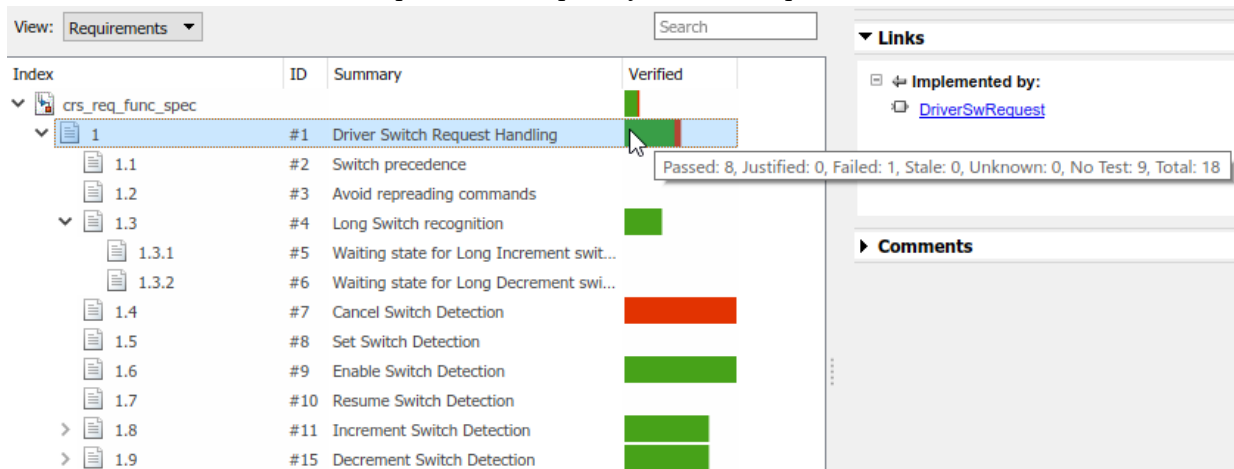 View: Requirements Search
Index ID Summary Verified
crs_req_func_spec
1 #1 Driver Switch Request Handling
1.1 #2 Switch precedence
1.2 #3 Avoid repreading commands
1.3 #4 Long Switch recognition
1.3.1 #5 Waiting state for Long Increment swit...
1.3.2 #6 Waiting state for Long Decrement swi...
1.4 #7 Cancel Switch Detection
1.5 #8 Set Switch Detection
1.6 #9 Enable Switch Detection
1.7 #10 Resume Switch Detection
1.8 #11 Increment Switch Detection
1.9 #15 Decrement Switch Detection
Passed: 8, Justified: 0, Failed: 1, Stale: 0, Unknown: 0, No Test: 9, Total: 18
Links
Implemented by:
DriverSwRequest
Comments